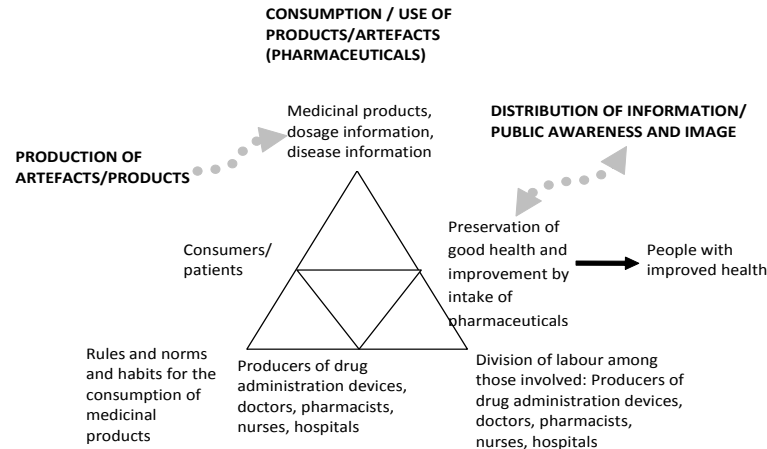 CONSUMPTION / USE OF
PRODUCTS/ARTEFACTS
(PHARMACEUTICALS)
Medicinal products,
dosage information,
disease information
DISTRIBUTION OF INFORMATION/
PUBLIC AWARENESS AND IMAGE
PRODUCTION OF
ARTEFACTS/PRODUCTS
Consumers/
patients
Preservation of
good health and
improvement by
intake of
pharmaceuticals
People with
improved health
Rules and norms
and habits for the
consumption of
medicinal
products
Producers of drug
administration devices,
doctors, pharmacists,
nurses, hospitals
Division of labour among
those involved: Producers of
drug administration devices,
doctors, pharmacists,
nurses, hospitals